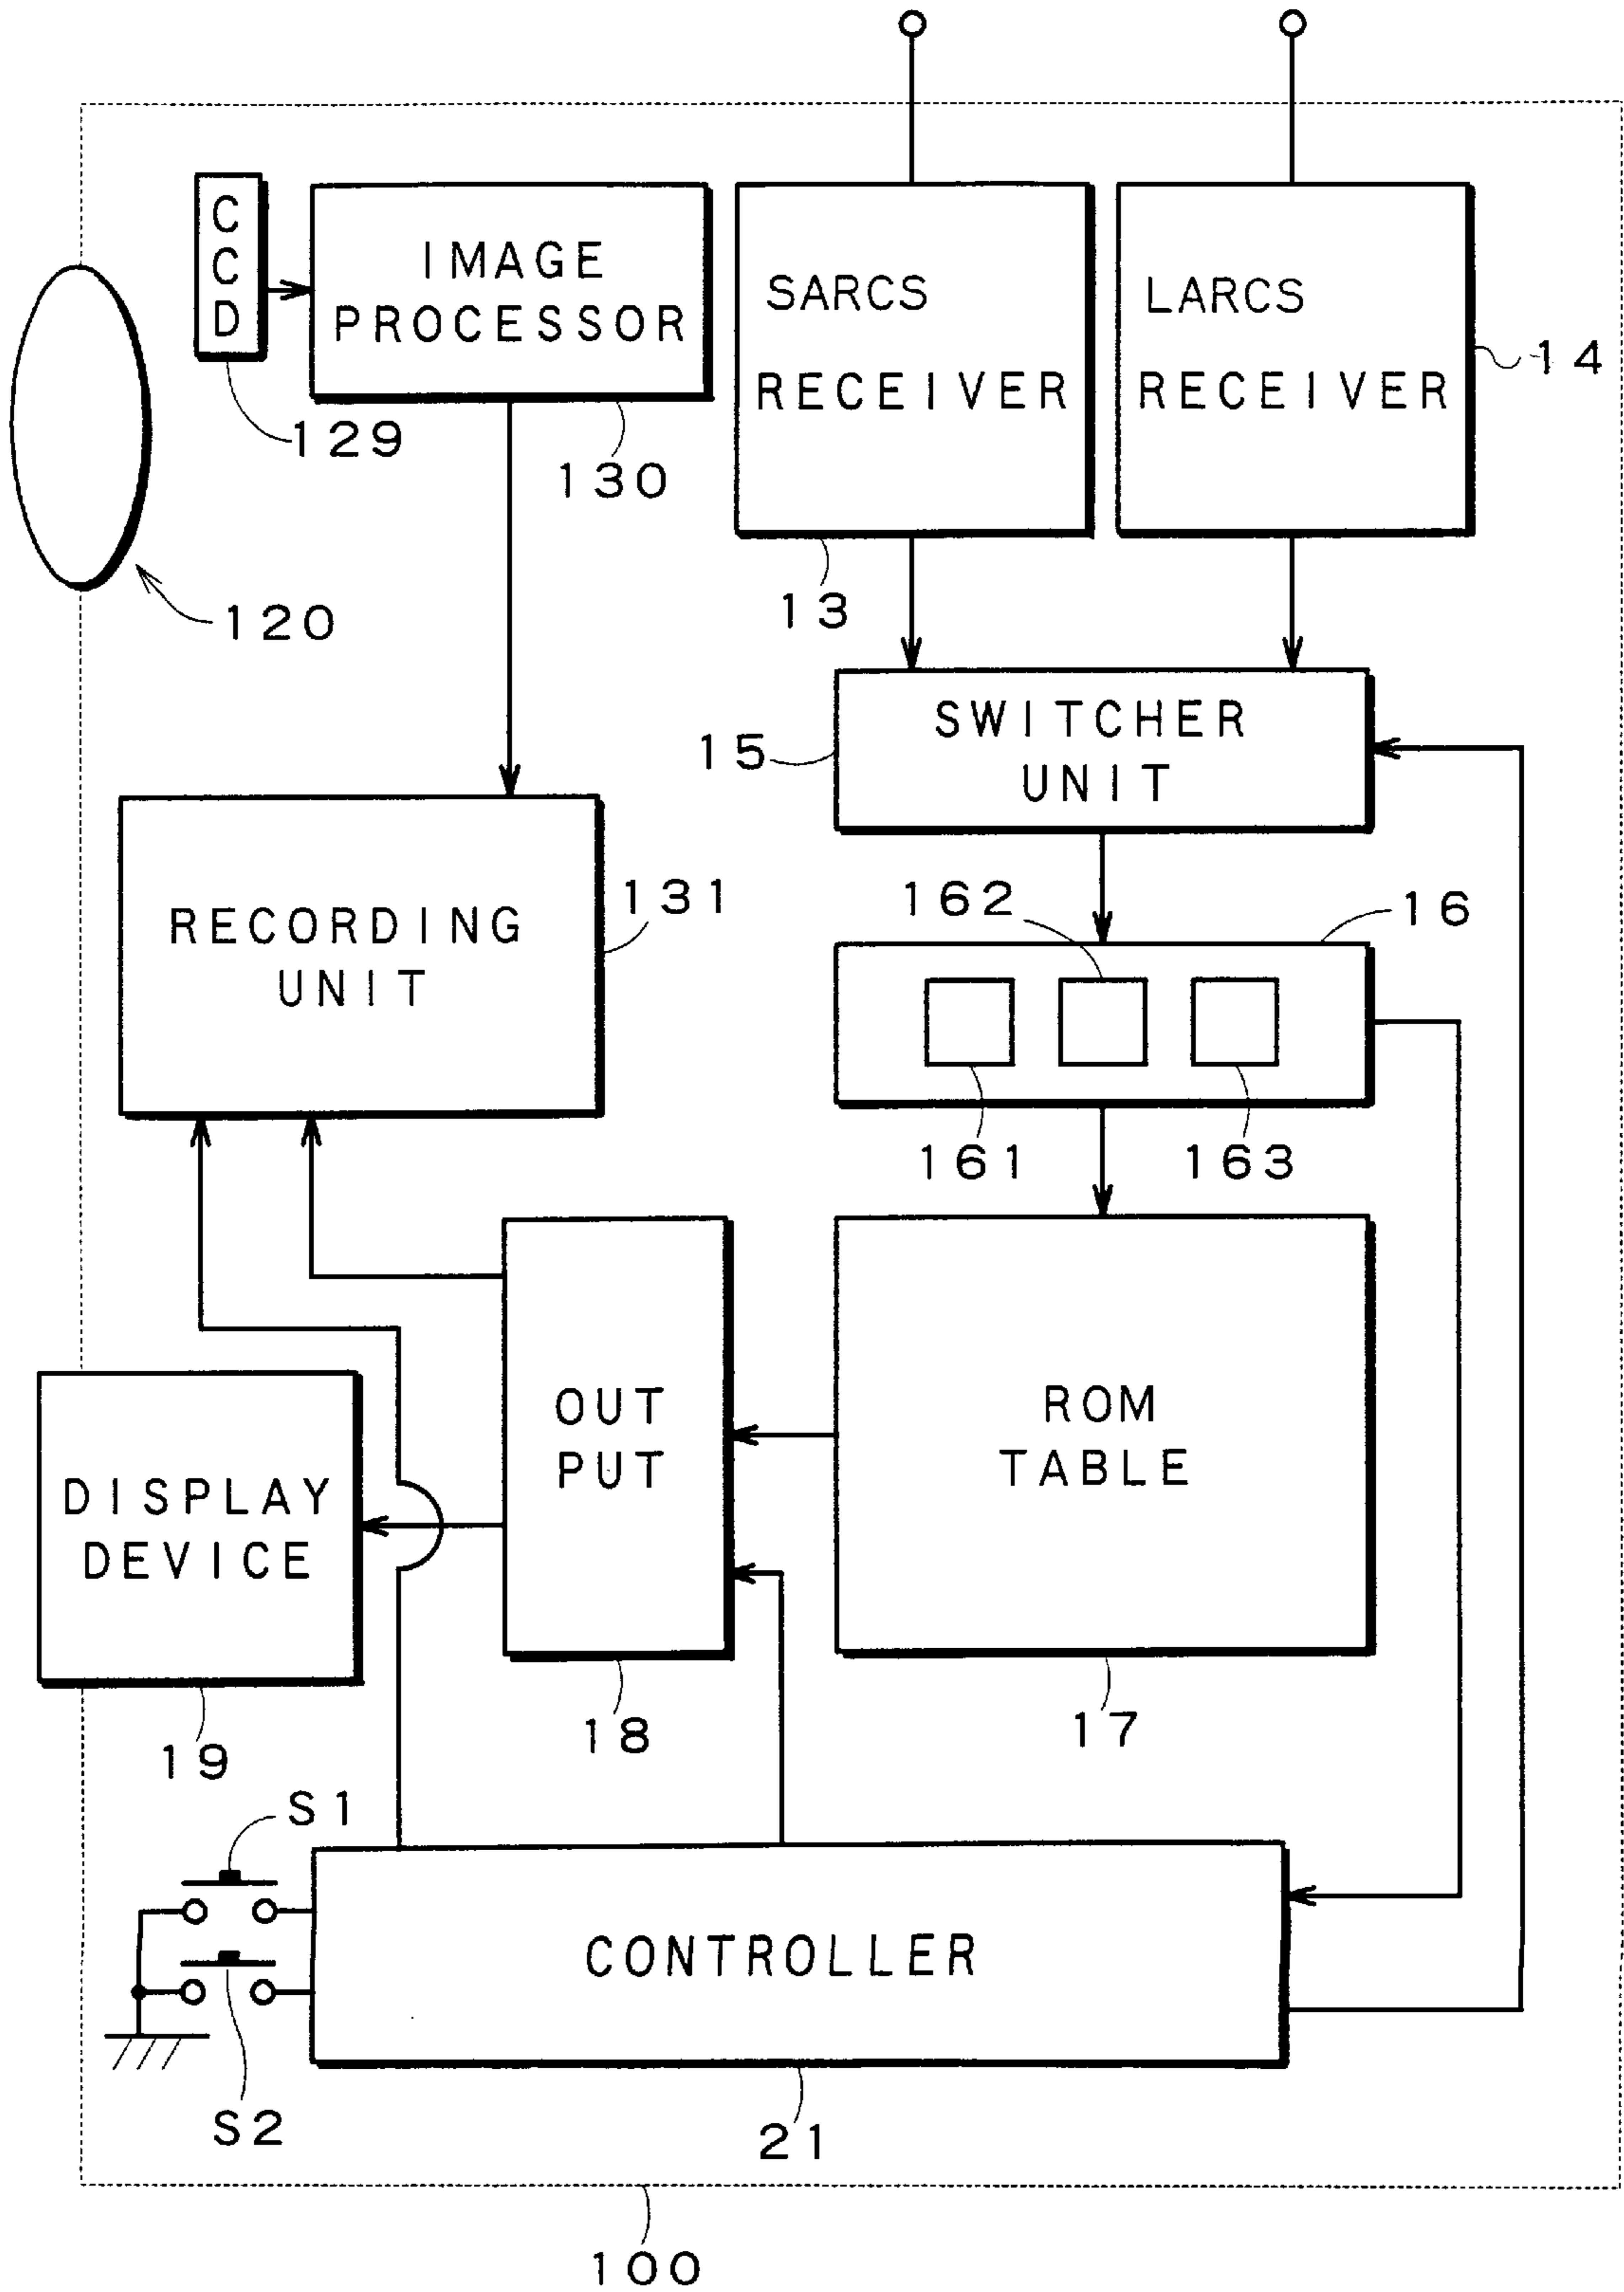 CCD
IMAGE
PROCESSOR
SARCS
RECEIVER
LARCS
RECEIVER
14
129
130
120
13
SWITCHER
UNIT
15
RECORDING
UNIT
131
162
16
161
163
OUT
PUT
ROM
TABLE
DISPLAY
DEVICE
18
17
19
S1
CONTROLLER
S2
21
100